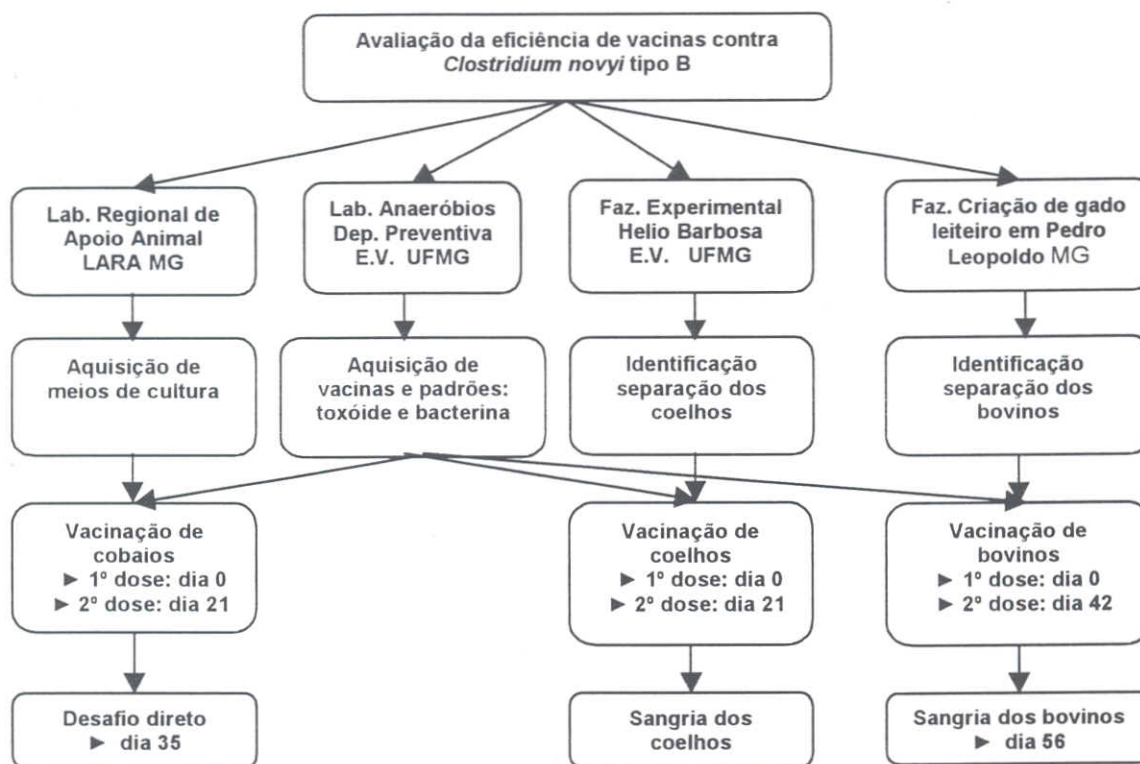 Avaliação da eficiência de vacinas contra
Clostridium novyi tipo B
Lab. Regional de
Apoio Animal
LARA MG
Lab. Anaeróbios
Dep. Preventiva
E.V. UFMG
Faz. Experimental
Helio Barbosa
E.V. UFMG
Faz. Criação de gado
leiteiro em Pedro
Leopoldo MG
Aquisição de
meios de cultura
Aquisição de
vacinas e padrões:
toxóide e bacterina
Identificação
separação dos
coelhos
Identificação
separação dos
bovinos
Vacinação de
cobaios
► 1º dose: dia 0
► 2º dose: dia 21
Vacinação de
coelhos
► 1º dose: dia 0
► 2º dose: dia 21
Vacinação de
bovinos
► 1º dose: dia 0
► 2º dose: dia 42
Desafio direto
► dia 35
Sangria dos
coelhos
Sangria dos bovinos
► dia 56